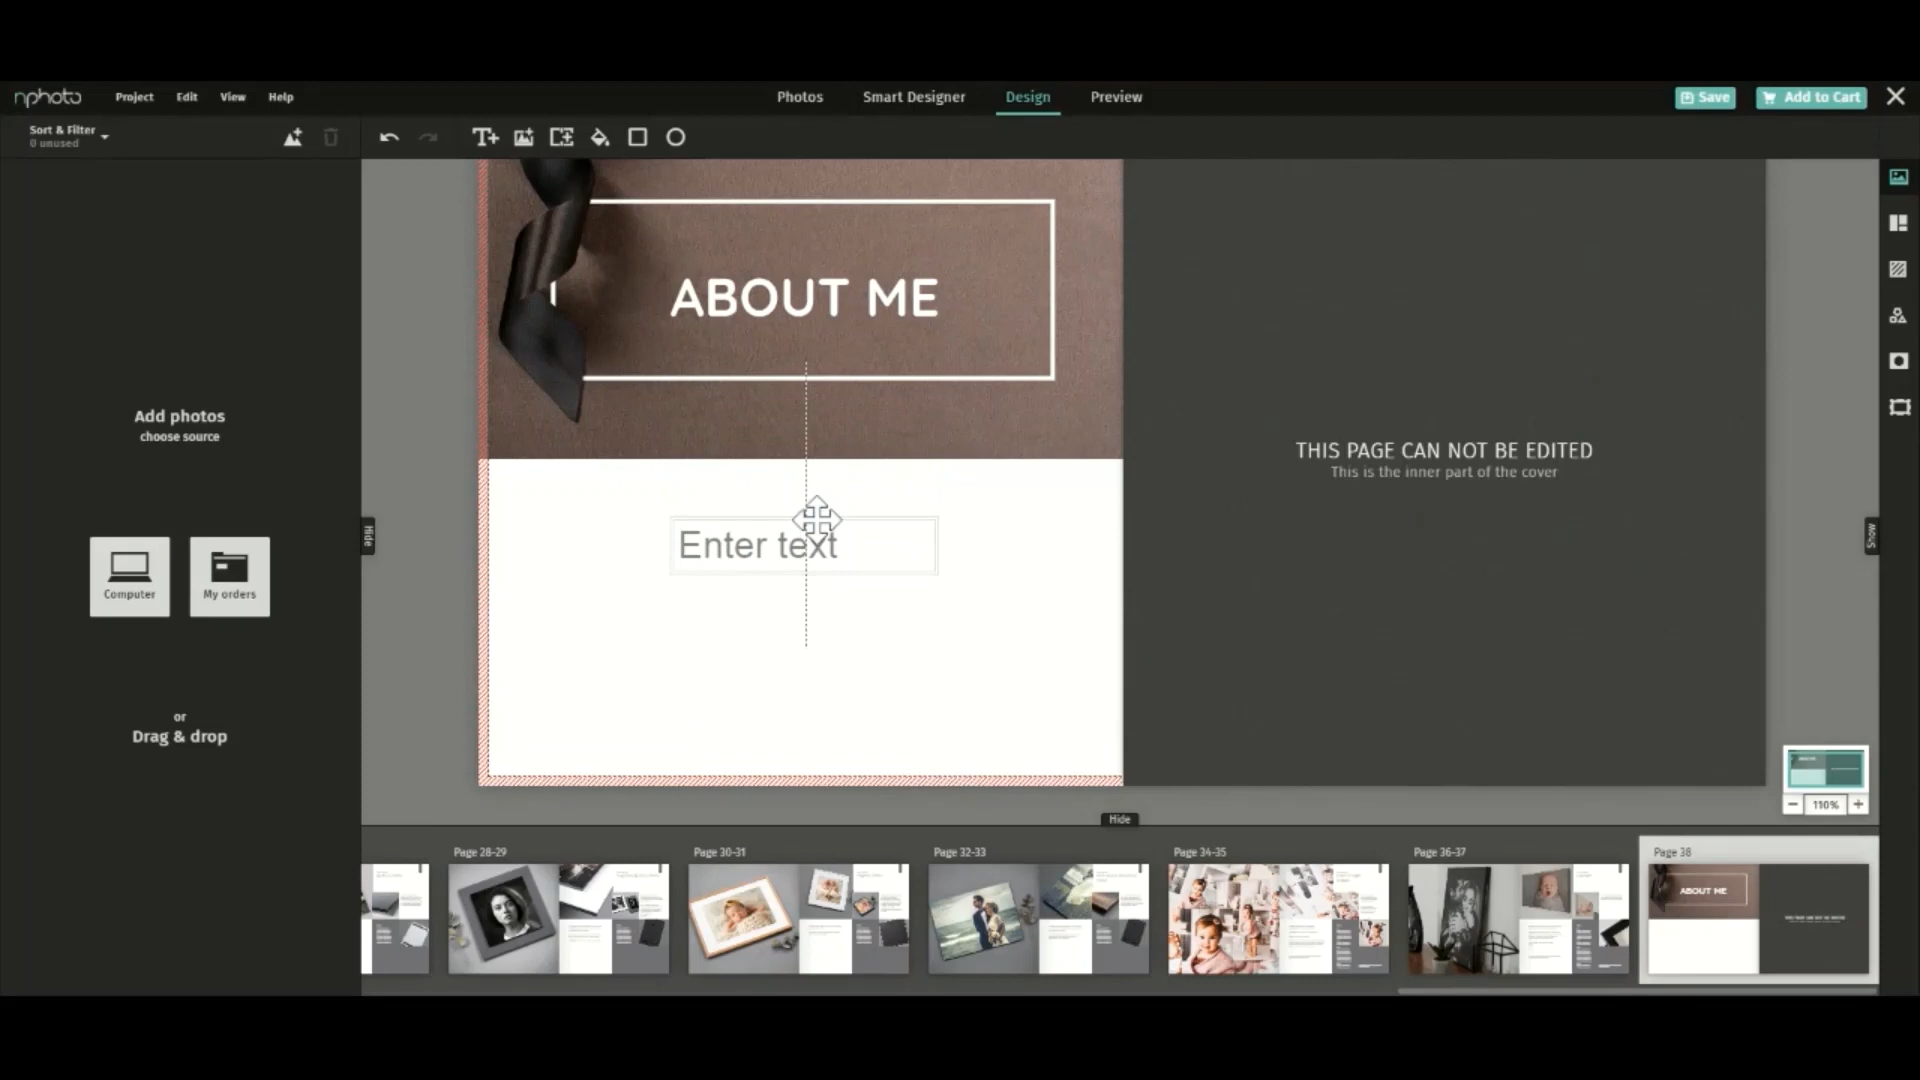 nphoto
Project
Edit
View
Help
Photos
Smart Designer
Design
Preview
Save
Add to Cart
Sort & Filter
0 unused
ABOUT ME
THIS PAGE CAN NOT BE EDITED
This is the inner part of the cover
Add photos
choose source
Hide
Enter text
Show
Computer
My orders
or
Drag & drop
110%
Hide
Page 28-29
Page 30-31
Page 32-33
Page 34-35
Page 36-37
Page 38
ABOUT ME